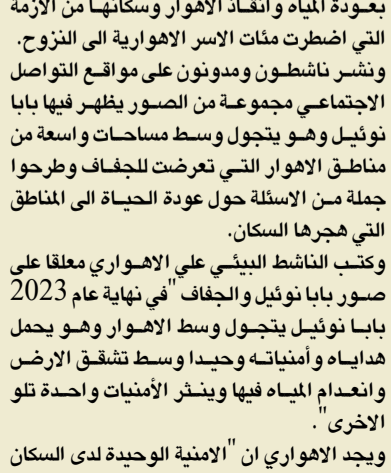 بعودة المياه وانقاذ الاهوار وسكانها من الازمة
التي اضطرت مئات الاسر الاهوارية الى النزوح.
ونشر ناشطون ومدونون على مواقع التواصل
الاجتماعي مجموعة من الصور يظهر فيها بابا
نوئيل وهو يتجول وسط مساحات واسعة من
مناطق الاهوار التي تعرضت للجفاف وطرحوا
جملة من الاسئلة حول عودة الحياة الى المناطق
التي هجرها السكان.
وكتب الناشط البيئي علي الاهواري معلقا على
صور بابا نوئيل والجفاف "في نهاية عام 2023
بابا نوئيل يتجول وسط الاهوار وهو يحمل
هداياه وأمنياته وحيدا وسط تشقق الارض
وانعدام المياه فيها وينثر الأمنيات واحدة تلو
الاخرى".
ويجد الاهواري ان "الامنية الوحيدة لدى السكان